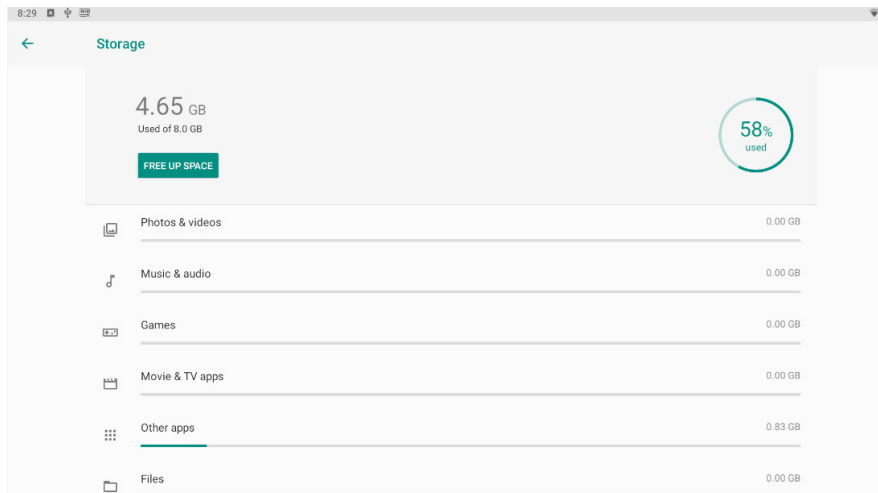 8:29
Storage
4.65 GB
Used of 8.0 GB
58%
used
FREE UP SPACE
Photos & videos 0.00 GB
Music & audio 0.00 GB
Games 0.00 GB
Movie & TV apps 0.00 GB
Other apps 0.83 GB
Files 0.00 GB